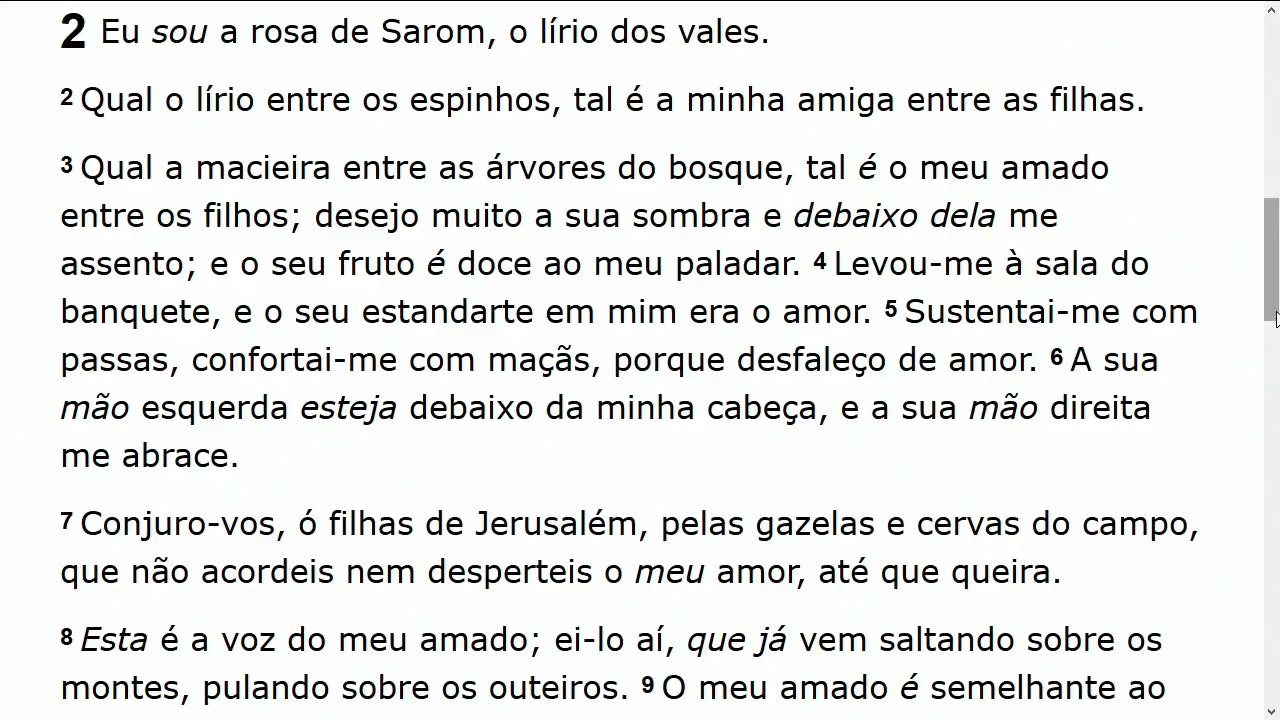 2 Eu sou a rosa de Sarom, o lírio dos vales.
2 Qual o lírio entre os espinhos, tal é a minha amiga entre as filhas.
3 Qual a macieira entre as árvores do bosque, tal é o meu amado
entre os filhos; desejo muito a sua sombra e debaixo dela me
assento; e o seu fruto é doce ao meu paladar. 4 Levou-me à sala do
banquete, e o seu estandarte em mim era o amor. 5 Sustentai-me com
passas, confortai-me com maçãs, porque desfaleço de amor. 6 A sua
mão esquerda esteja debaixo da minha cabeça, e a sua mão direita
me abrace.
7 Conjuro-vos, ó filhas de Jerusalém, pelas gazelas e cervas do campo,
que não acordeis nem desperteis o meu amor, até que queira.
8 Esta é a voz do meu amado; ei-lo aí, que já vem saltando sobre os
montes, pulando sobre os outeiros. 9 O meu amado é semelhante ao